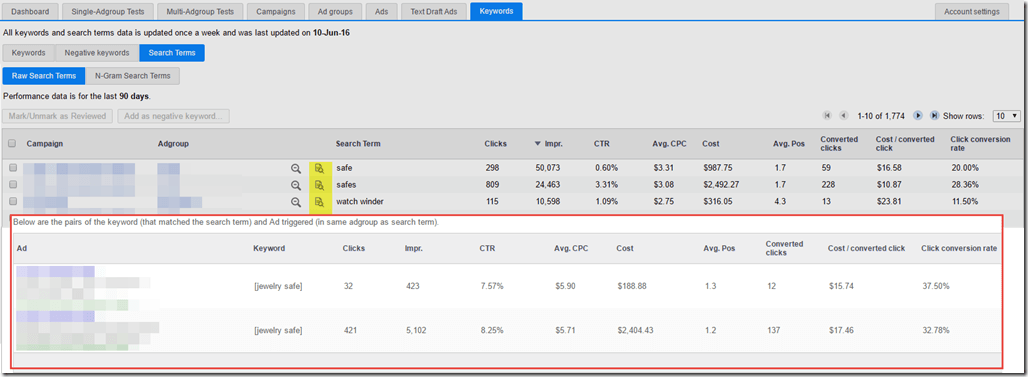 Dashboard Single-Adgroup Tests Multi-Adgroup Tests Campaigns Ad groups Ads Text Draft Ads Keywords Account settings
All keywords and search terms data is updated once a week and was last updated on 10-Jun-16
Keywords Negative keywords Search Terms
Raw Search Terms N-Gram Search Terms
Performance data is for the last 90 days.
Mark/Unmark as Reviewed Add as negative keyword... 1-10 of 1,774 Show rows: 10
Campaign Adgroup Search Term Clicks Impr. CTR Avg. CPC Cost Avg. Pos Converted clicks Cost / converted click Click conversion rate
safe 298 50,073 0.60% $3.31 $987.75 1.7 59 $16.58 20.00%
safes 809 24,463 3.31% $3.08 $2,492.27 1.7 228 $10.87 28.36%
watch winder 115 10,598 1.09% $2.75 $316.05 4.3 13 $23.81 11.50%
Below are the pairs of the keyword (that matched the search term) and Ad triggered (in same adgroup as search term).
Ad Keyword Clicks Impr. CTR Avg. CPC Cost Avg. Pos Converted clicks Cost / converted click Click conversion rate
[jewelry safe] 32 423 7.57% $5.90 $188.88 1.3 12 $15.74 37.50%
[jewelry safe] 421 5,102 8.25% $5.71 $2,404.43 1.2 137 $17.46 32.78%